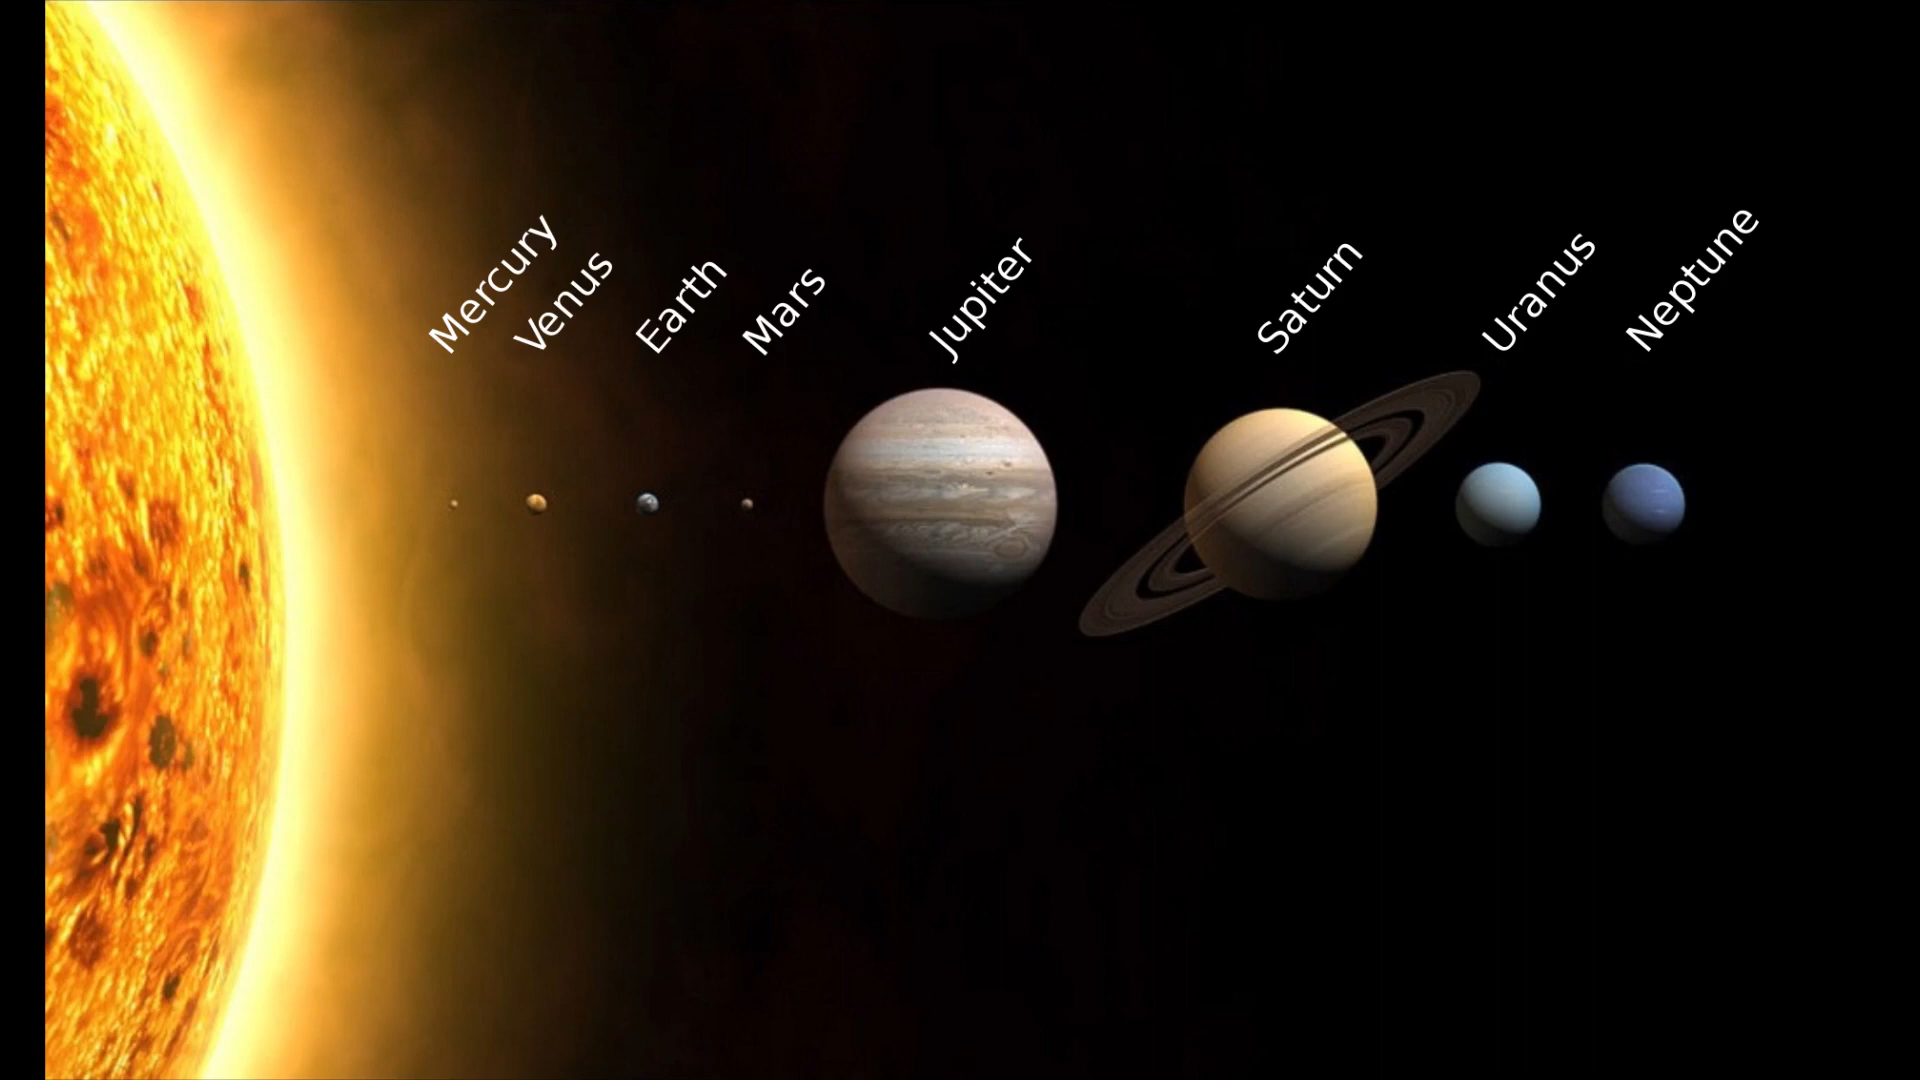 Mercury
Venus
Earth
Mars
Jupiter
Saturn
Uranus
Neptune